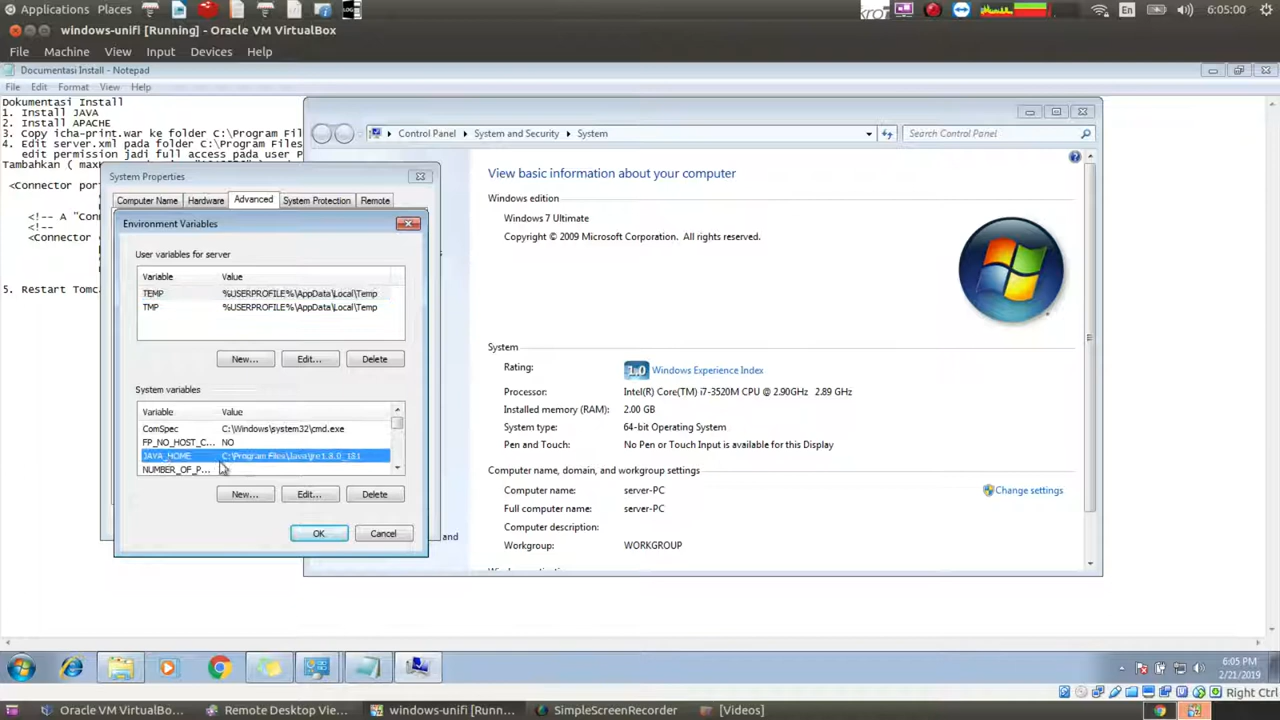 Applications Places En 6:05:00
windows-unifi [Running] - Oracle VM VirtualBox
File Machine View Input Devices Help
Documentasi Install - Notepad
File Edit Format View Help
Dokumentasi Install
1. Install JAVA
2. Install APACHE
3. Copy icha-print.war ke folder C:\Program Fil
4. Edit server.xml pada folder C:\Program Files
edit permission jadi full access pada user P
Tambahkan (
<Connector por
<!-- A "Conn
<!--
<Connector
5. Restart Tomca
Control Panel System and Security System
Search Control Panel
System Properties
Computer Name Hardware Advanced System Protection Remote
Environment Variables
User variables for server
Variable Value
TEMP %USERPROFILE%\AppData\Local\Temp
TMP %USERPROFILE%\AppData\Local\Temp
New... Edit... Delete
System variables
Variable Value
ComSpec C:\Windows\system32\cmd.exe
FP_NO_HOST_C... NO
JAVA_HOME C:\Program Files\Java\jre1.8.0_181
NUMBER_OF_P...
New... Edit... Delete
OK Cancel
and
View basic information about your computer
Windows edition
Windows 7 Ultimate
Copyright © 2009 Microsoft Corporation. All rights reserved.
System
Rating: 1.0 Windows Experience Index
Processor: Intel(R) Core(TM) i7-3520M CPU @ 2.90GHz 2.89 GHz
Installed memory (RAM): 2.00 GB
System type: 64-bit Operating System
Pen and Touch: No Pen or Touch Input is available for this Display
Computer name, domain, and workgroup settings
Computer name: server-PC
Change settings
Full computer name: server-PC
Computer description:
Workgroup: WORKGROUP
6:05 PM
2/21/2019
Right Ctrl
Oracle VM VirtualBo... Remote Desktop Vie... windows-unifi [Runn... SimpleScreenRecorder [Videos]